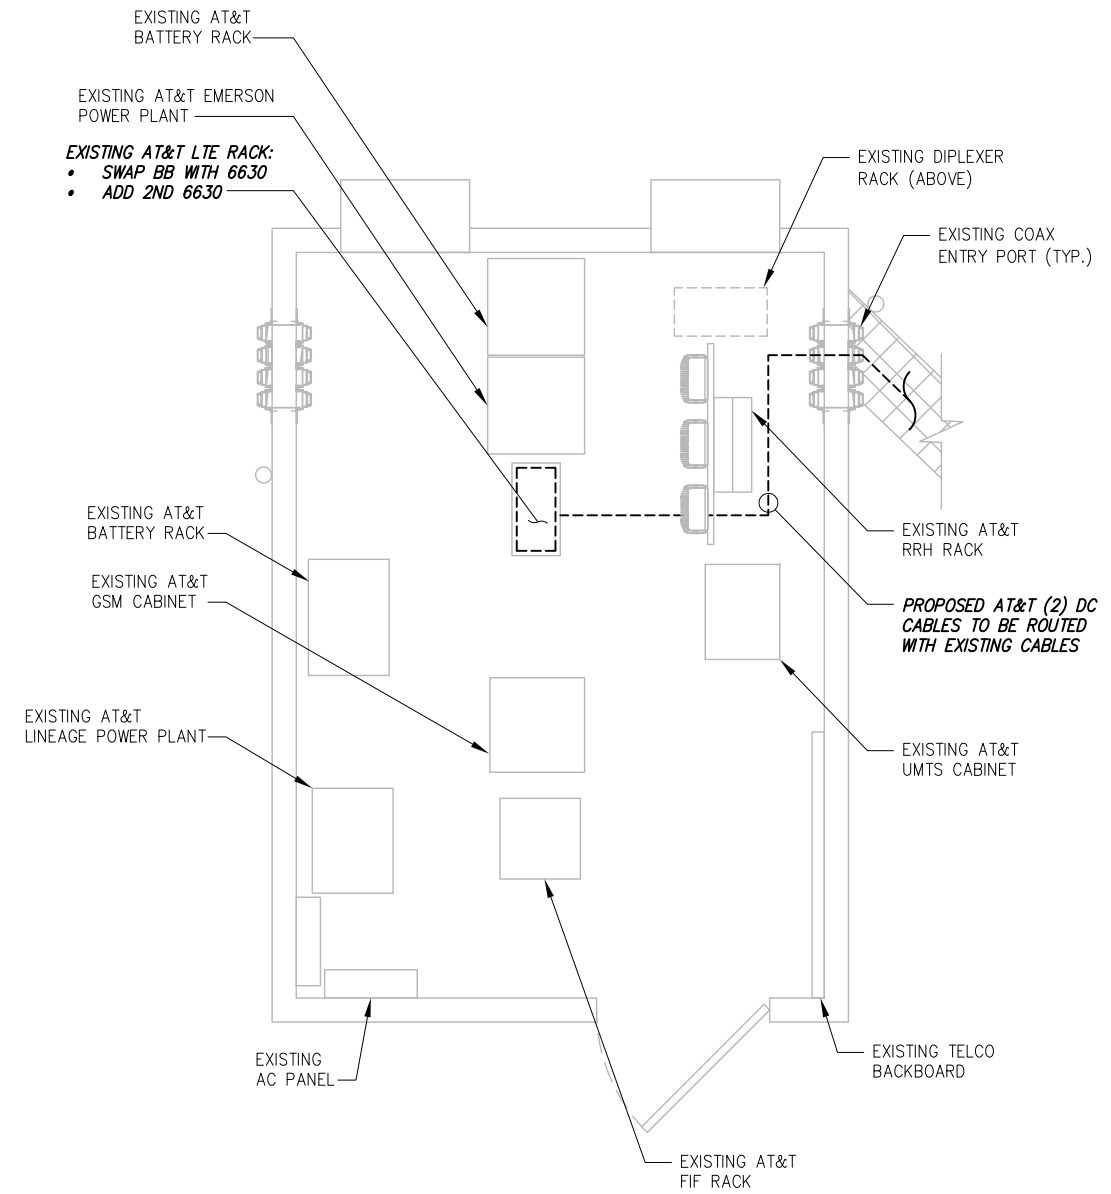 EXISTING AT&T
BATTERY RACK
EXISTING AT&T EMERSON
POWER PLANT
EXISTING AT&T LTE RACK:
• SWAP BB WITH 6630
• ADD 2ND 6630
EXISTING DIPLEXER
RACK (ABOVE)
EXISTING COAX
ENTRY PORT (TYP.)
EXISTING AT&T
BATTERY RACK
EXISTING AT&T
RRH RACK
EXISTING AT&T
GSM CABINET
PROPOSED AT&T (2) DC
CABLES TO BE ROUTED
WITH EXISTING CABLES
EXISTING AT&T
LINEAGE POWER PLANT
EXISTING AT&T
UMTS CABINET
EXISTING
AC PANEL
EXISTING TELCO
BACKBOARD
EXISTING AT&T
FIF RACK